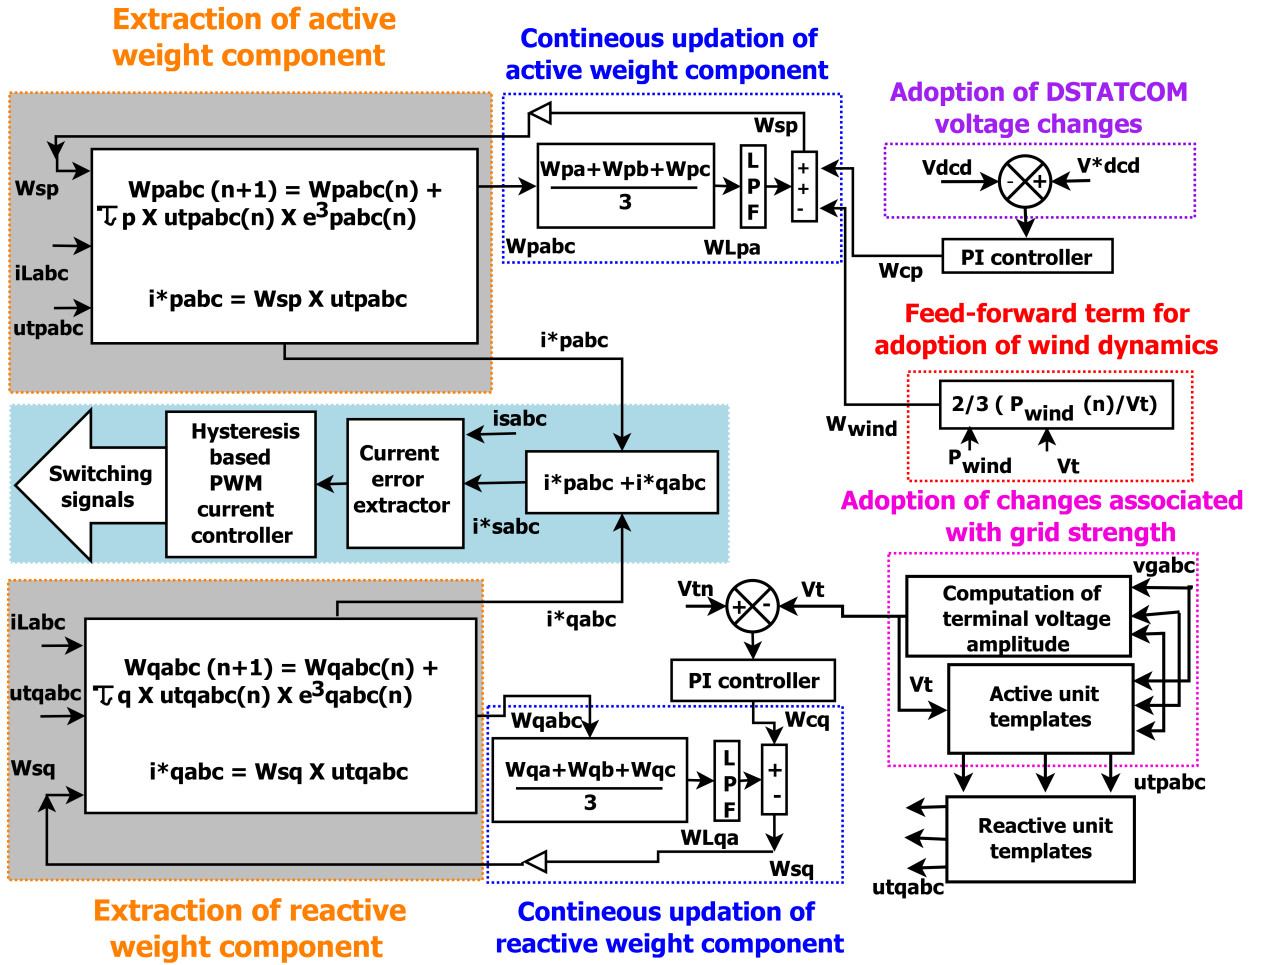 Extraction of active
weight component
Contineous updation of
active weight component
Adoption of DSTATCOM
voltage changes
Wsp
Wpabc (n+1) = Wpabc(n) +
τp X utpabc(n) X e³pabc(n)
iLabc
utpabc
i*pabc = Wsp X utpabc
Wsp
Wpa+Wpb+Wpc
3
L
P
F
+
+
-
Wpabc
WLpa
Vdcd
V*dcd
-
+
Wcp
PI controller
Feed-forward term for
adoption of wind dynamics
2/3 ( Pwind (n)/Vt)
Wwind
Pwind
Vt
i*pabc
Switching
signals
Hysteresis
based
PWM
current
controller
Current
error
extractor
isabc
i*sabc
i*pabc +i*qabc
i*qabc
Adoption of changes associated
with grid strength
vgabc
Computation of
terminal voltage
amplitude
Vtn
Vt
+
-
PI controller
Vt
Active unit
templates
utpabc
Reactive unit
templates
utqabc
iLabc
utqabc
Wsq
Wqabc (n+1) = Wqabc(n) +
τq X utqabc(n) X e³qabc(n)
i*qabc = Wsq X utqabc
Wqabc
Wcq
Wqa+Wqb+Wqc
3
L
P
F
+
-
WLqa
Wsq
Extraction of reactive
weight component
Contineous updation of
reactive weight component